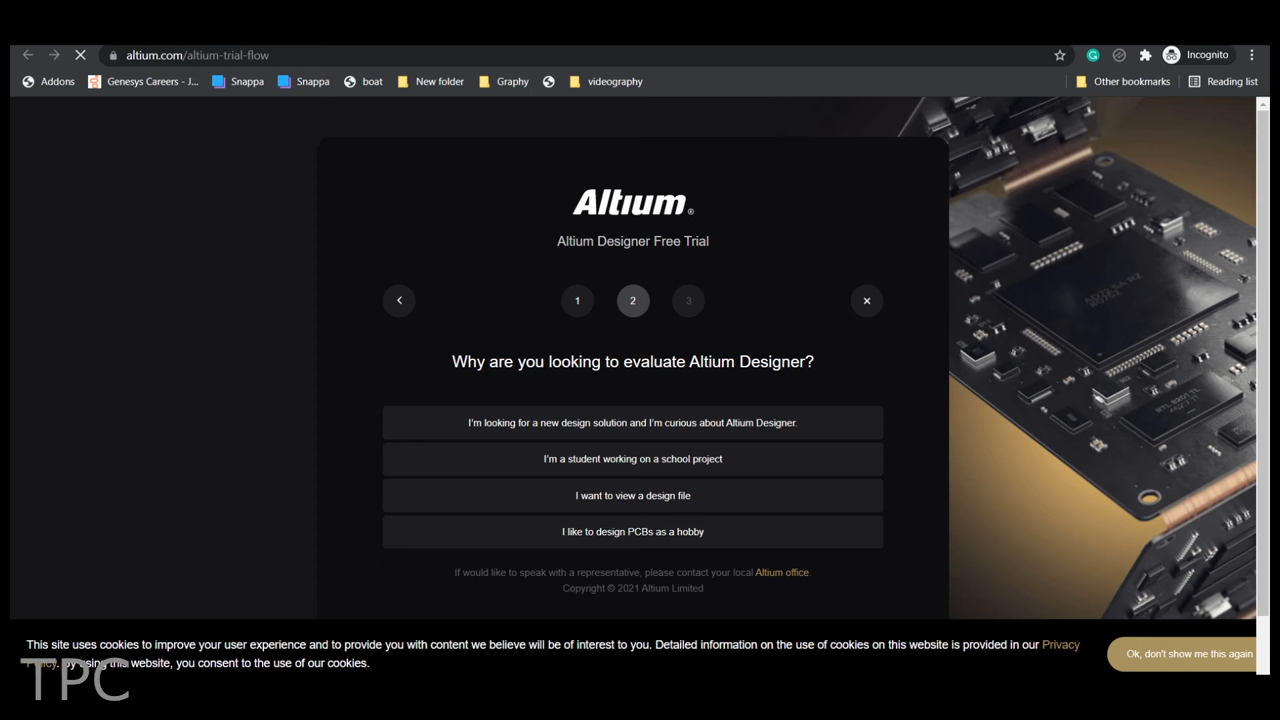 altium.com/altium-trial-flow
Incognito
Addons
Genesys Careers - J...
Snappa
Snappa
boat
New folder
Graphy
videography
Other bookmarks
Reading list
Altium®
Altium Designer Free Trial
1 2 3
Why are you looking to evaluate Altium Designer?
I'm looking for a new design solution and I'm curious about Altium Designer.
I'm a student working on a school project
I want to view a design file
I like to design PCBs as a hobby
If would like to speak with a representative, please contact your local Altium office.
Copyright © 2021 Altium Limited
This site uses cookies to improve your user experience and to provide you with content we believe will be of interest to you. Detailed information on the use of cookies on this website is provided in our Privacy
By using this website, you consent to the use of our cookies.
Ok, don't show me this again
TPC